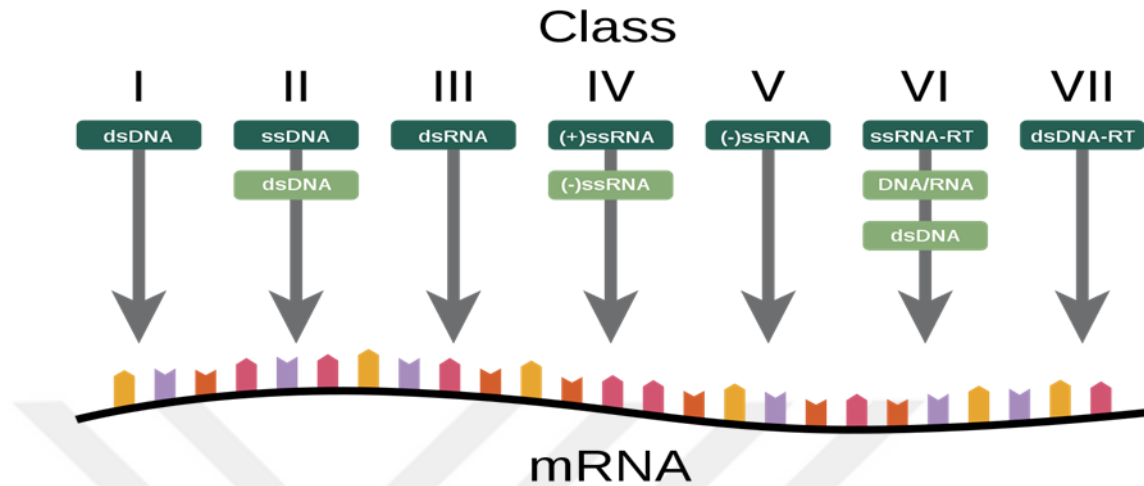 Class
I II III IV V VI VII
dsDNA ssDNA dsRNA (+)ssRNA (-)ssRNA ssRNA-RT dsDNA-RT
dsDNA (-)ssRNA DNA/RNA
dsDNA
mRNA